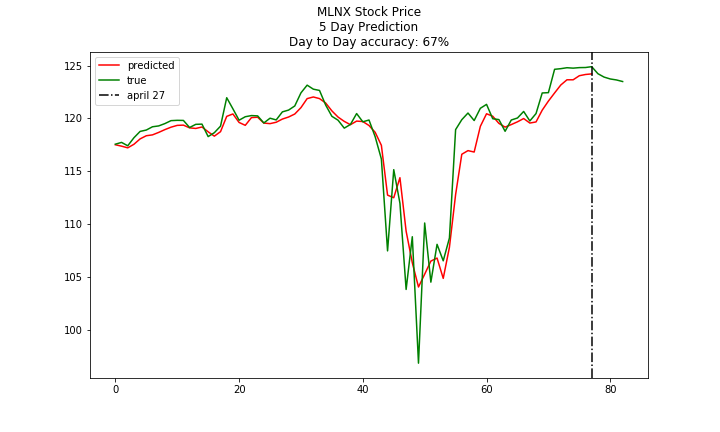 MLNX Stock Price
5 Day Prediction
Day to Day accuracy: 67%
predicted
true
april 27
125
120
115
110
105
100
0 20 40 60 80